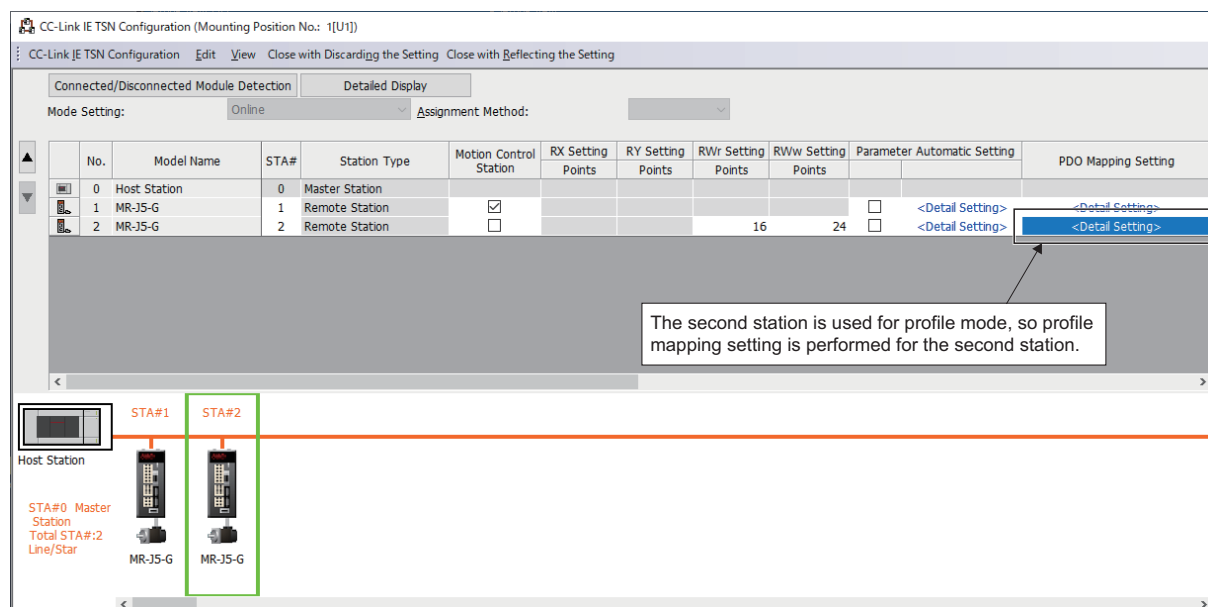 CC-Link IE TSN Configuration (Mounting Position No.: 1[U1])
CC-Link IE TSN Configuration Edit View Close with Discarding the Setting Close with Reflecting the Setting
Connected/Disconnected Module Detection Detailed Display
Mode Setting: Online Assignment Method:
No. Model Name STA# Station Type Motion Control Station RX Setting RY Setting RWr Setting RWw Setting Parameter Automatic Setting PDO Mapping Setting
Points Points Points Points
0 Host Station 0 Master Station
1 MR-J5-G 1 Remote Station <Detail Setting> <Detail Setting>
2 MR-J5-G 2 Remote Station 16 24 <Detail Setting> <Detail Setting>
The second station is used for profile mode, so profile
mapping setting is performed for the second station.
STA#1 STA#2
Host Station
STA#0 Master
Station
Total STA#:2
Line/Star
MR-J5-G MR-J5-G